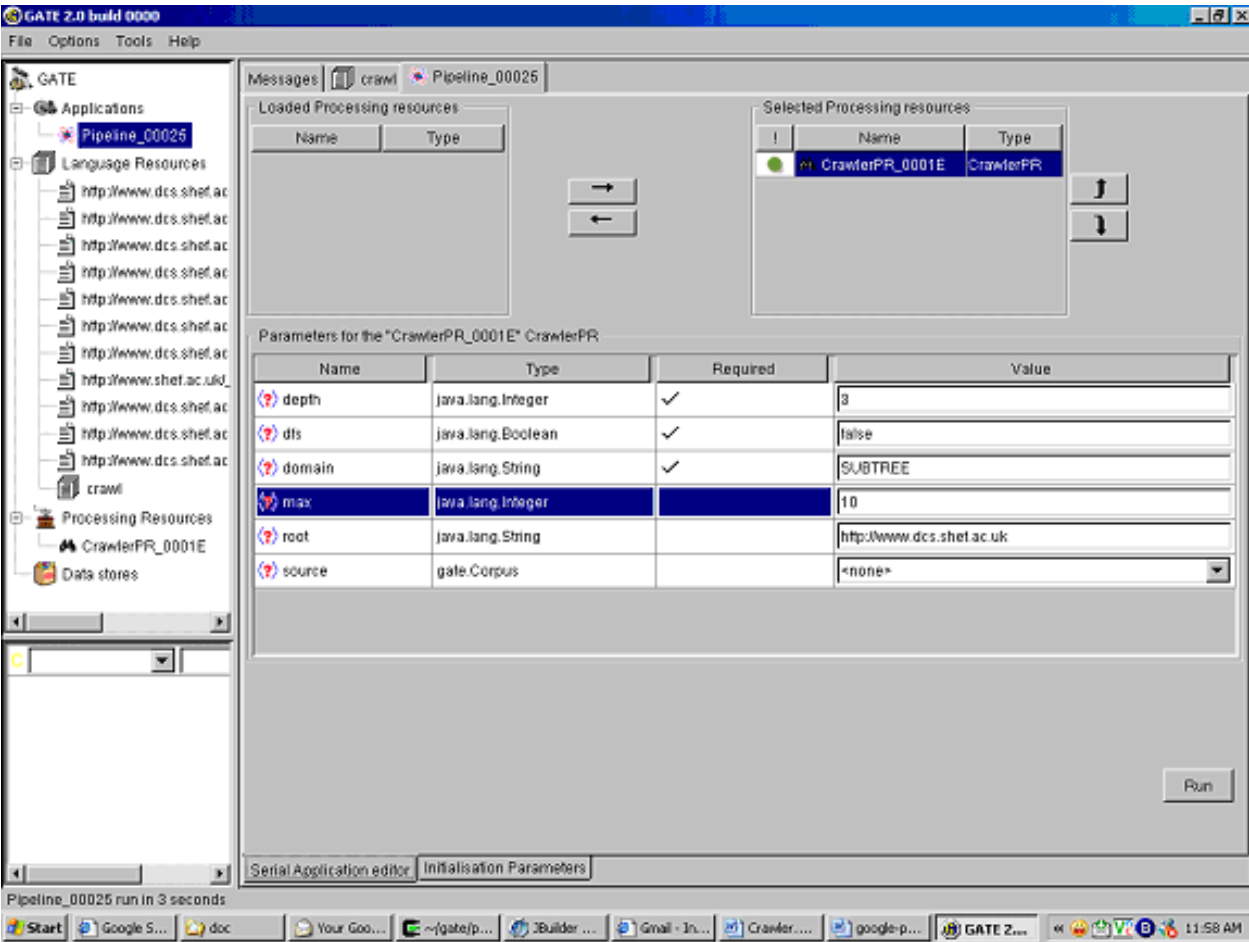 GATE 2.0 build 0000
File Options Tools Help
GATE
Applications
Pipeline_00025
Language Resources
http://www.dcs.shef.ac
http://www.dcs.shef.ac
http://www.dcs.shef.ac
http://www.dcs.shef.ac
http://www.dcs.shef.ac
http://www.dcs.shef.ac
http://www.dcs.shef.ac
http://www.shef.ac.uk/_
http://www.dcs.shef.ac
http://www.dcs.shef.ac
http://www.dcs.shef.ac
crawl
Processing Resources
CrawlerPR_0001E
Data stores
C
Messages crawl Pipeline_00025
Loaded Processing resources
Name Type
Selected Processing resources
! Name Type
CrawlerPR_0001E CrawlerPR
Parameters for the "CrawlerPR_0001E" CrawlerPR
Name Type Required Value
<?> depth java.lang.Integer ✓ 3
<?> dfs java.lang.Boolean ✓ false
<?> domain java.lang.String ✓ SUBTREE
<?> max java.lang.Integer 10
<?> root java.lang.String http://www.dcs.shef.ac.uk
<?> source gate.Corpus <none>
Run
Serial Application editor Initialisation Parameters
Pipeline_00025 run in 3 seconds
Start Google S... doc Your Goo... ~/gate/p... JBuilder ... Gmail - In... Crawler.... google-p... GATE 2.... « 11:58 AM